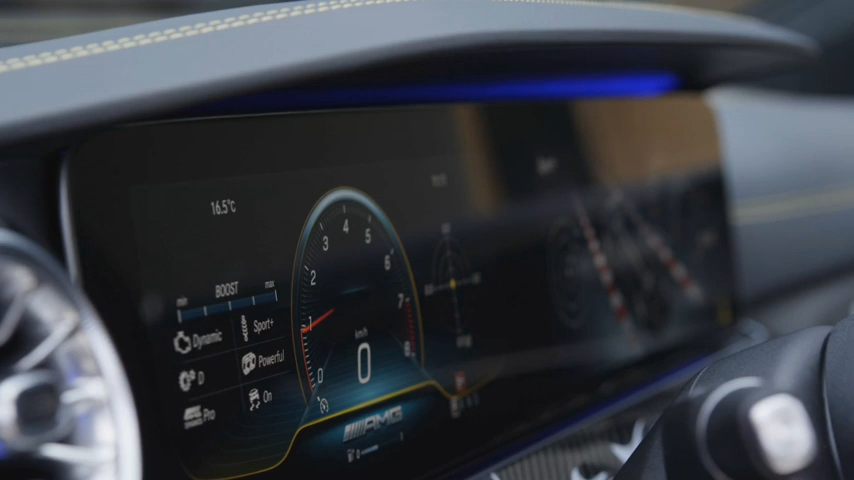 16.5°C
BOOST
min max
Dynamic Sport+
D Powerful
Pro On
0 1 2 3 4 5 6 7 8
km/h
0
AMG